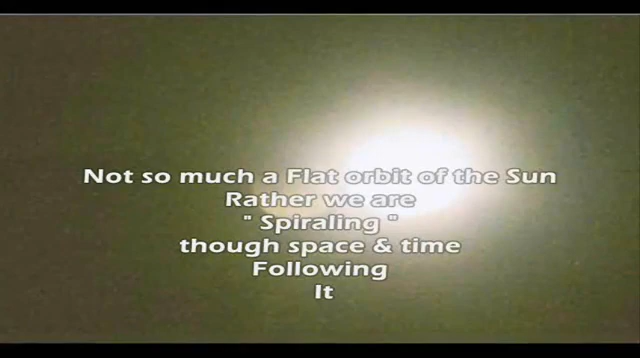 Not so much a Flat orbit of the Sun
Rather we are
" Spiraling "
though space & time
Following
It